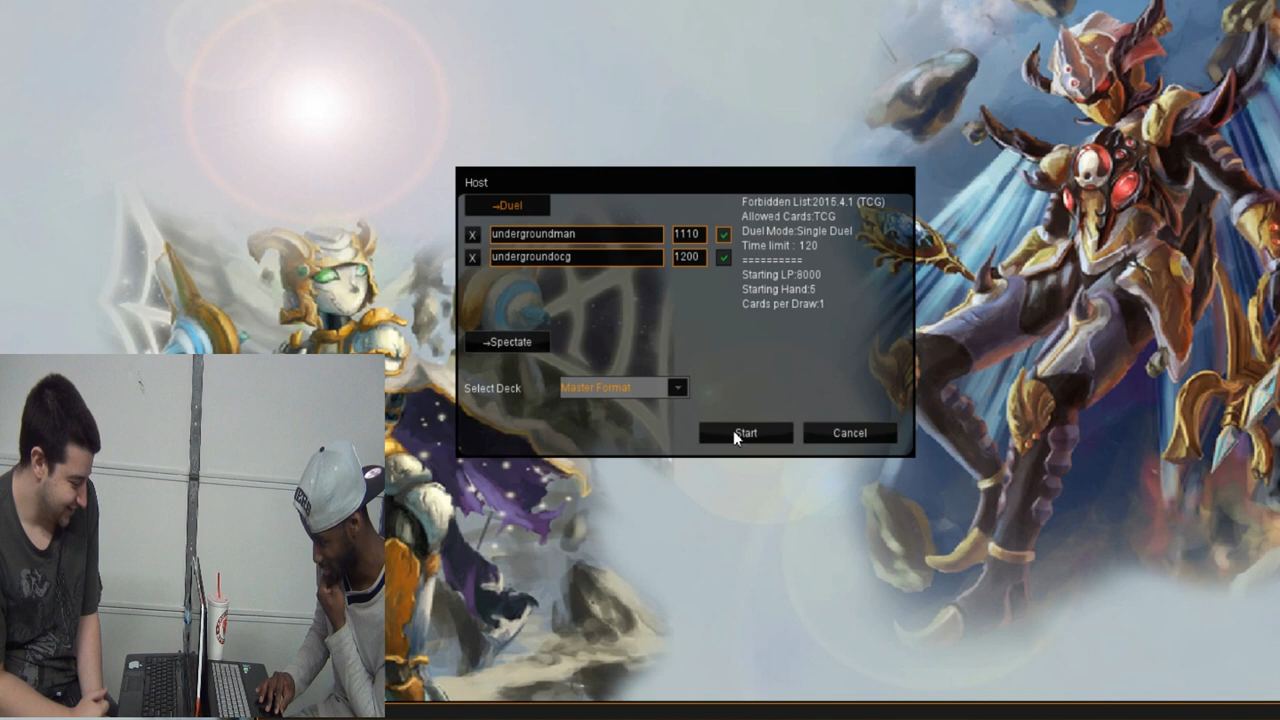 Host
→Duel
X undergroundman 1110
X undergroundocg 1200
→Spectate
Select Deck Master Format
Forbidden List:2015.4.1 (TCG)
Allowed Cards:TCG
Duel Mode:Single Duel
Time limit : 120
==========
Starting LP:8000
Starting Hand:5
Cards per Draw:1
Start Cancel